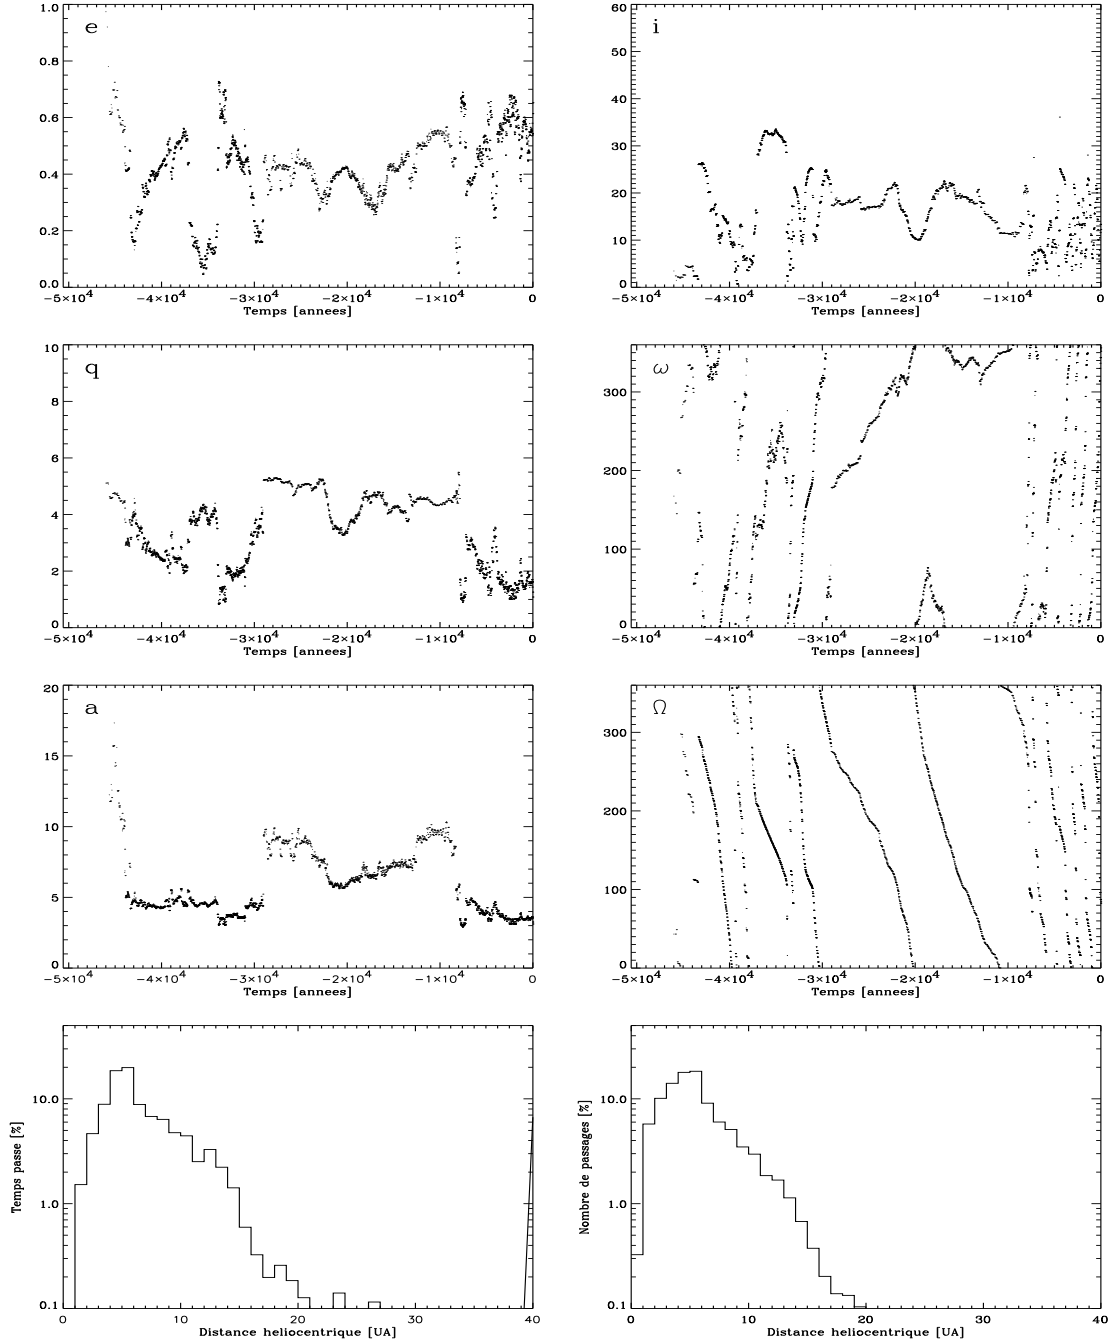 1.0
0.8
0.6
0.4
0.2
0.0
e
−5×10⁴ −4×10⁴ −3×10⁴ −2×10⁴ −1×10⁴ 0
Temps [annees]
60
50
40
30
20
10
0
i
−5×10⁴ −4×10⁴ −3×10⁴ −2×10⁴ −1×10⁴ 0
Temps [annees]
10
8
6
4
2
0
q
−5×10⁴ −4×10⁴ −3×10⁴ −2×10⁴ −1×10⁴ 0
Temps [annees]
300
200
100
0
ω
−5×10⁴ −4×10⁴ −3×10⁴ −2×10⁴ −1×10⁴ 0
Temps [annees]
20
15
10
5
0
a
−5×10⁴ −4×10⁴ −3×10⁴ −2×10⁴ −1×10⁴ 0
Temps [annees]
300
200
100
0
Ω
−5×10⁴ −4×10⁴ −3×10⁴ −2×10⁴ −1×10⁴ 0
Temps [annees]
Temps passe [%]
10.0
1.0
0.1
0 10 20 30 40
Distance heliocentrique [UA]
Nombre de passages [%]
10.0
1.0
0.1
0 10 20 30 40
Distance heliocentrique [UA]